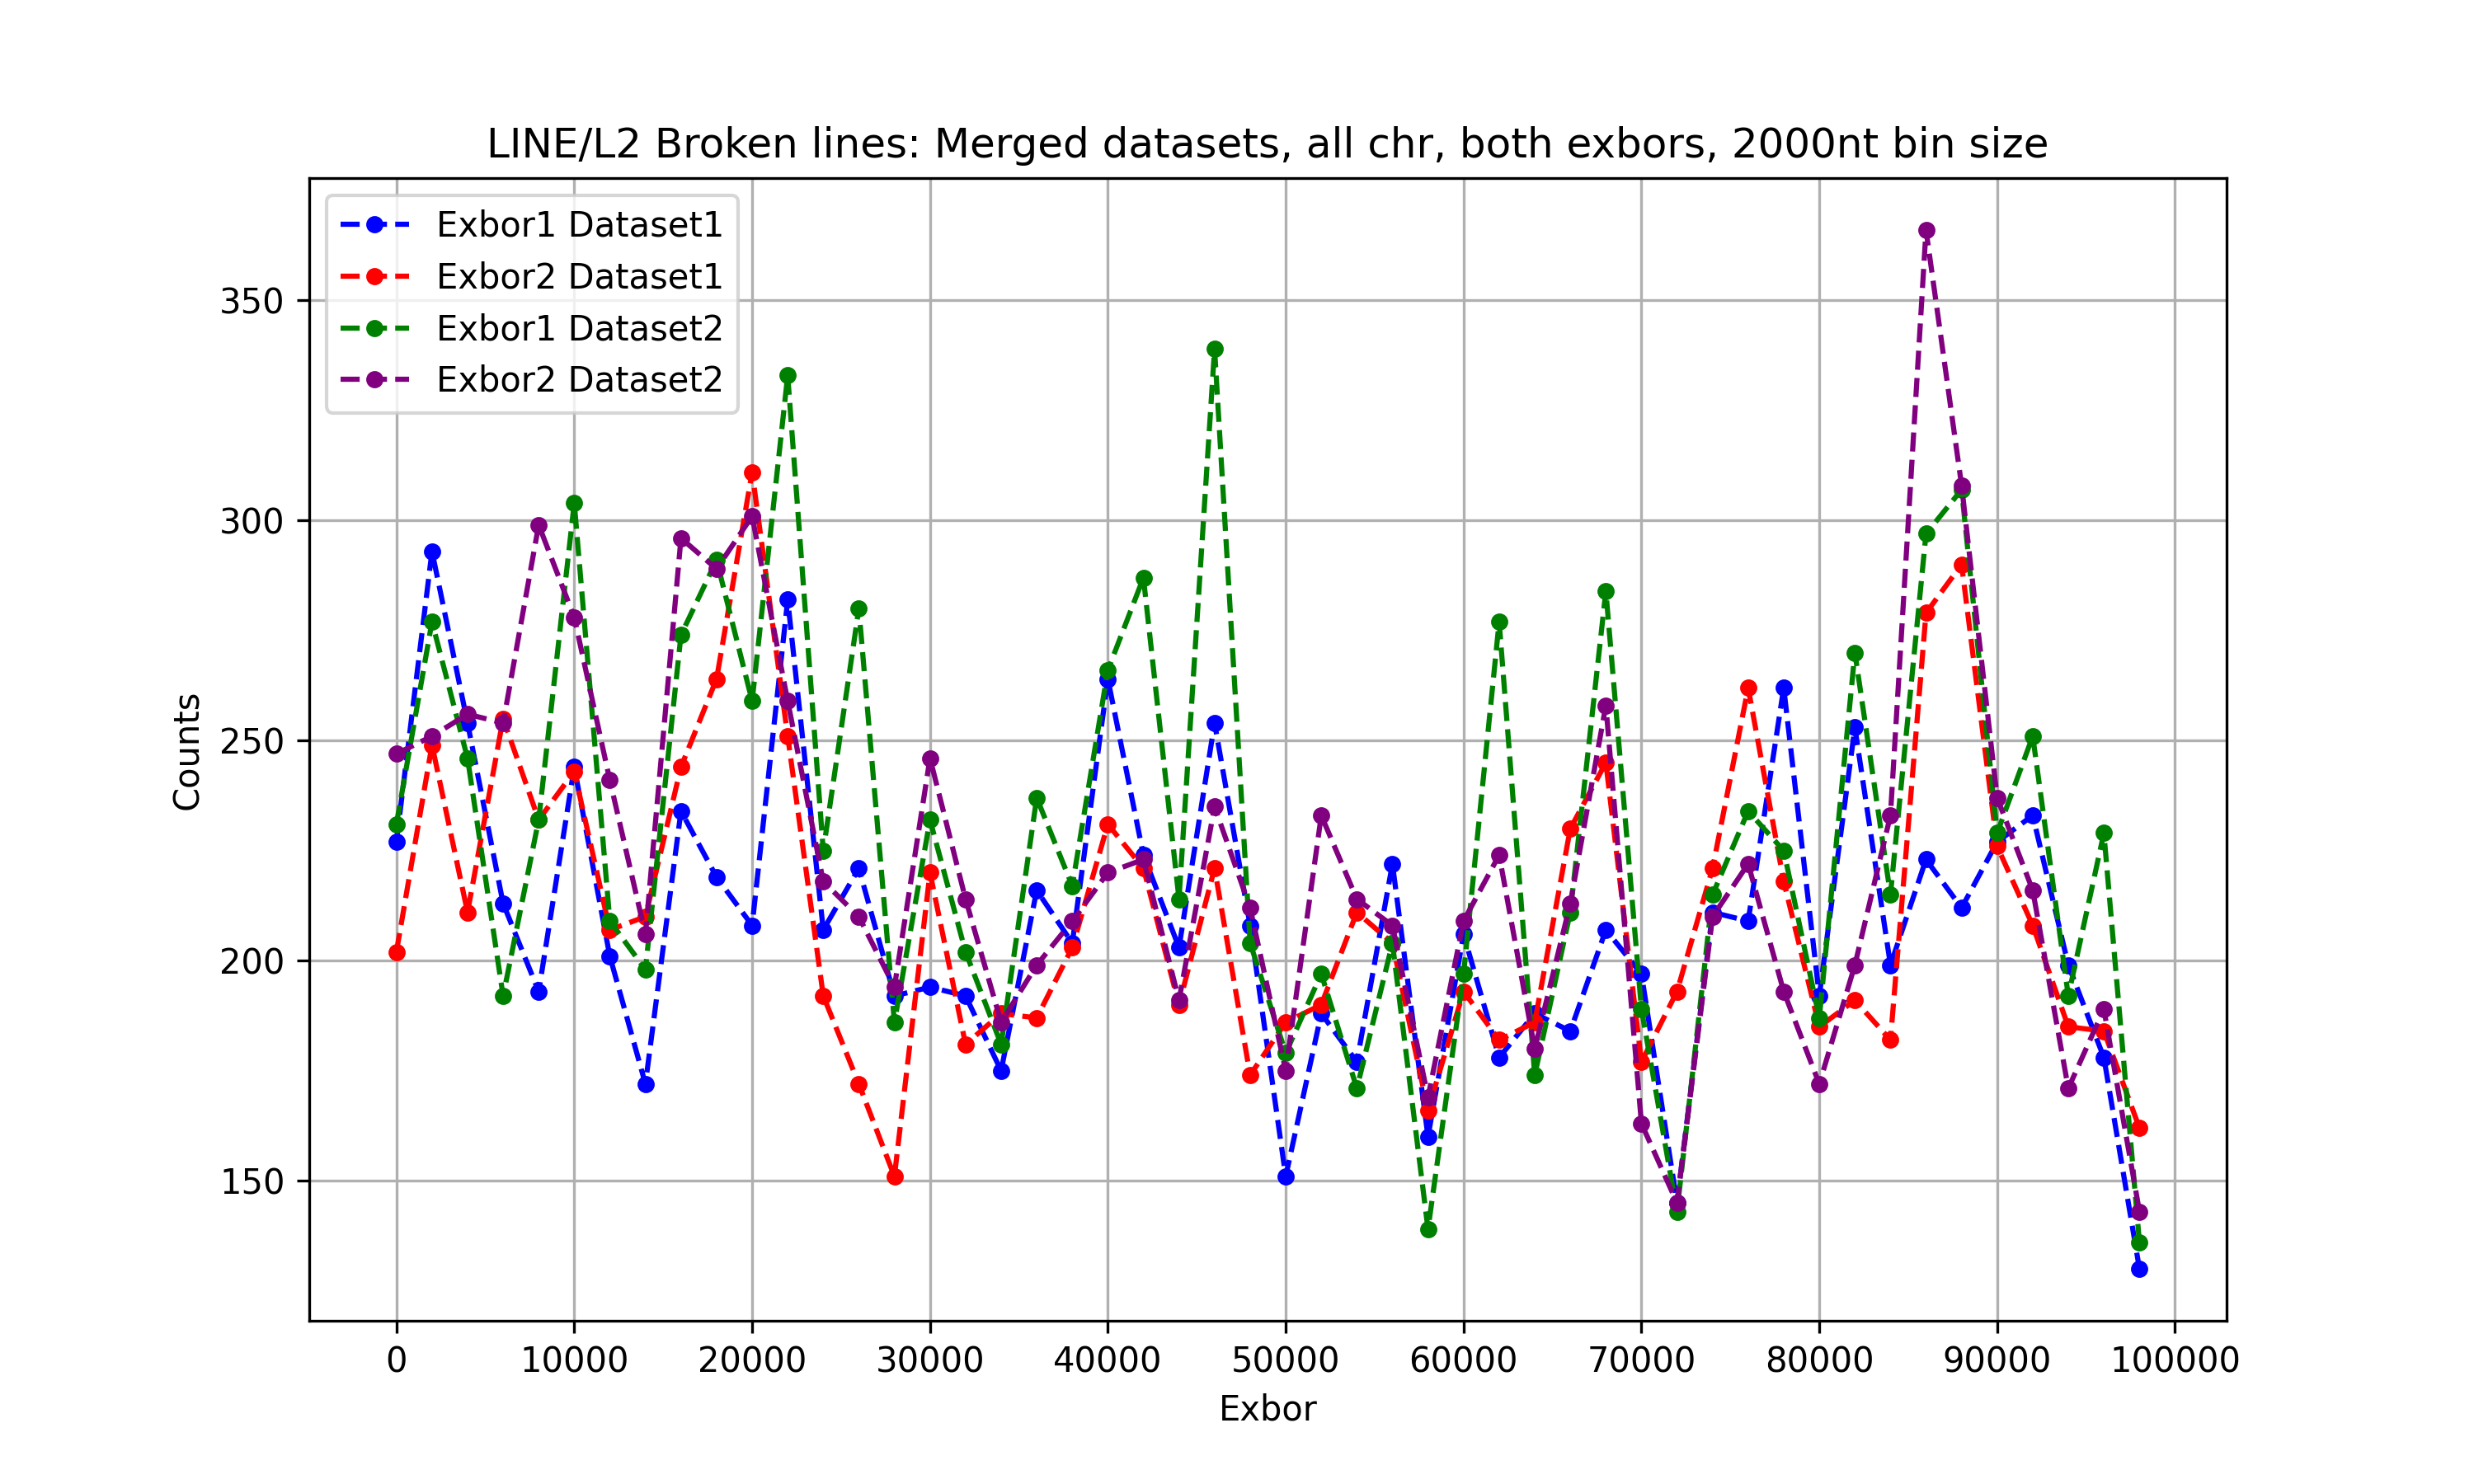 LINE/L2 Broken lines: Merged datasets, all chr, both exbors, 2000nt bin size
Exbor1 Dataset1
Exbor2 Dataset1
Exbor1 Dataset2
Exbor2 Dataset2
Counts
350
300
250
200
150
0 10000 20000 30000 40000 50000 60000 70000 80000 90000 100000
Exbor